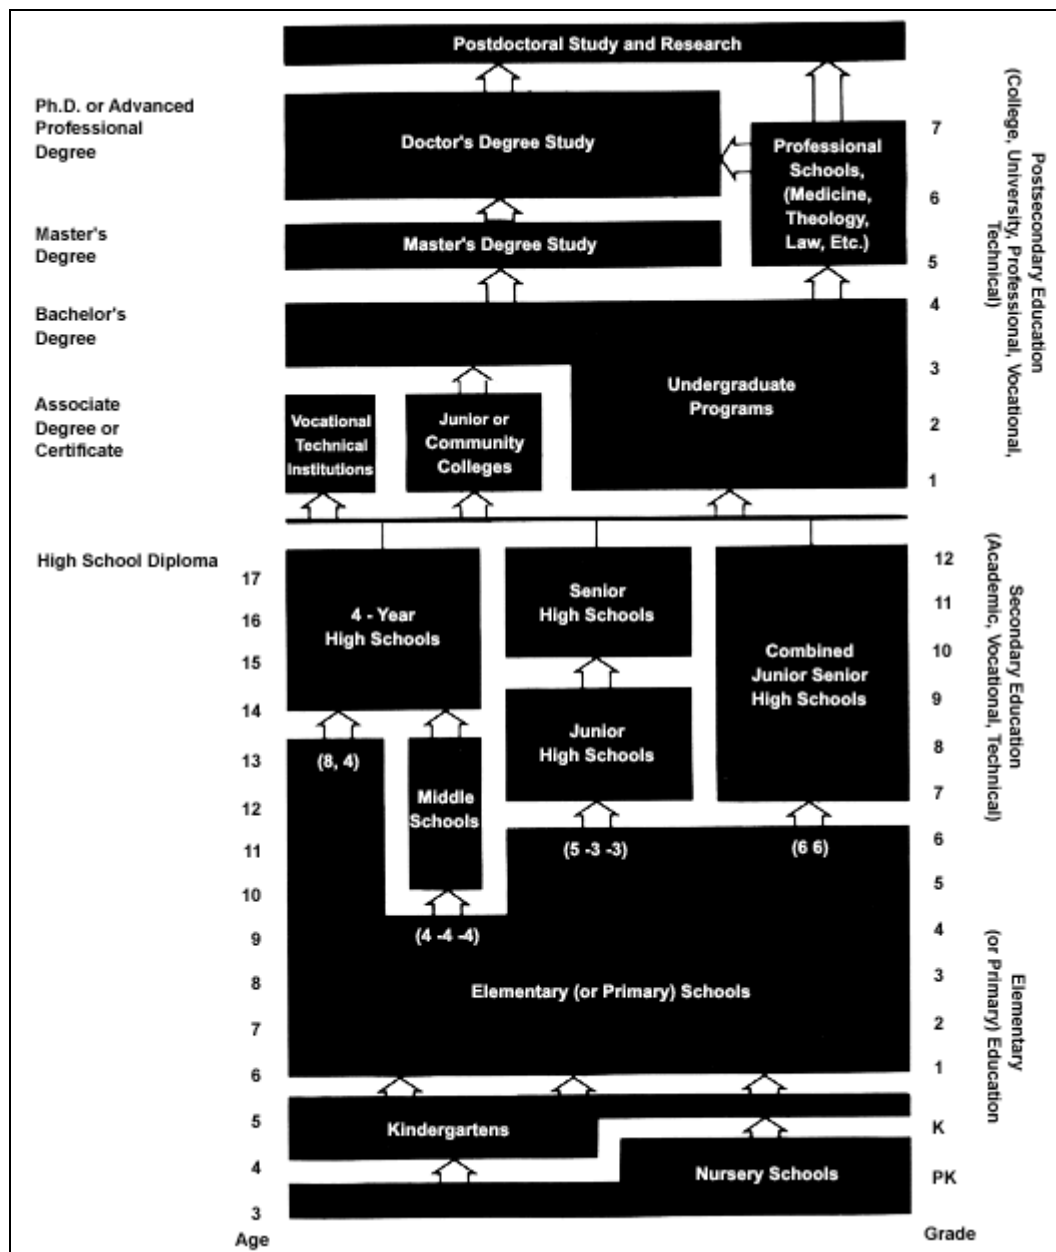 Postdoctoral Study and Research
Ph.D. or Advanced
Professional
Degree
Doctor's Degree Study
Professional
Schools,
(Medicine,
Theology,
Law, Etc.)
7
6
5
Master's
Degree
Master's Degree Study
Bachelor's
Degree
4
3
Undergraduate
Programs
2
1
Associate
Degree or
Certificate
Vocational
Technical
Institutions
Junior or
Community
Colleges
Postsecondary Education
(College, University, Professional, Vocational,
Technical)
High School Diploma
17
16
15
14
13
12
11
10
9
8
7
6
5
4
3
Age
4 - Year
High Schools
Senior
High Schools
Combined
Junior Senior
High Schools
Junior
High Schools
(8, 4)
Middle
Schools
(5 -3 -3)
(6 6)
(4 -4 -4)
Elementary (or Primary) Schools
Kindergartens
Nursery Schools
12
11
10
9
8
7
6
5
4
3
2
1
K
PK
Grade
Secondary Education
(Academic, Vocational, Technical)
Elementary
(or Primary) Education